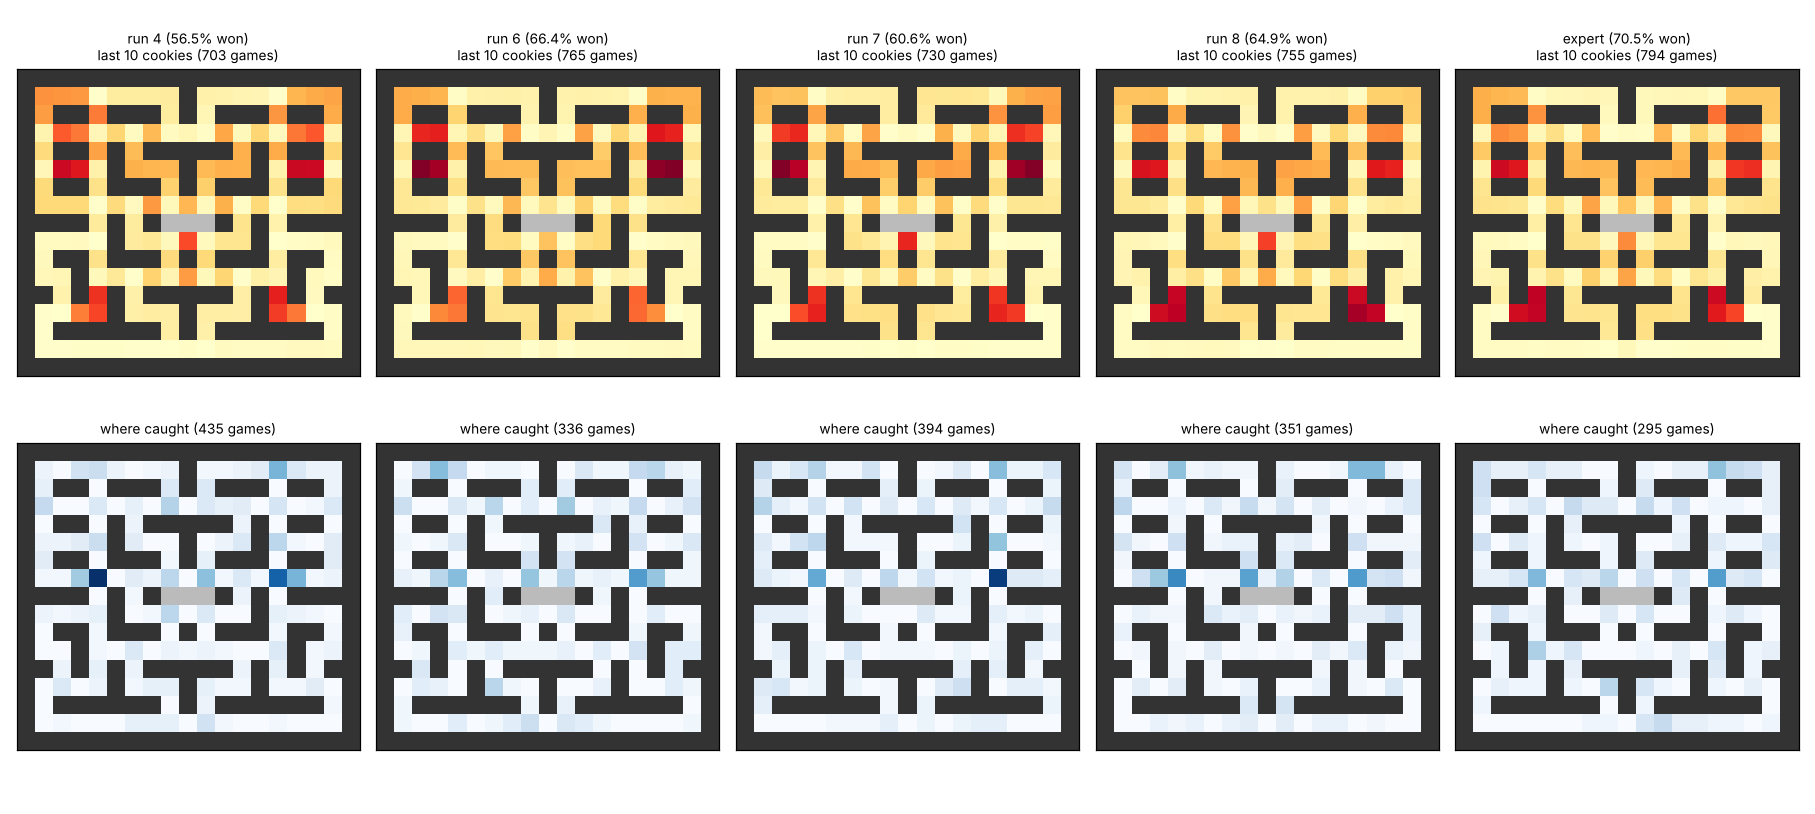 run 4 (56.5% won)
last 10 cookies (703 games)
run 6 (66.4% won)
last 10 cookies (765 games)
run 7 (60.6% won)
last 10 cookies (730 games)
run 8 (64.9% won)
last 10 cookies (755 games)
expert (70.5% won)
last 10 cookies (794 games)
where caught (435 games)
where caught (336 games)
where caught (394 games)
where caught (351 games)
where caught (295 games)